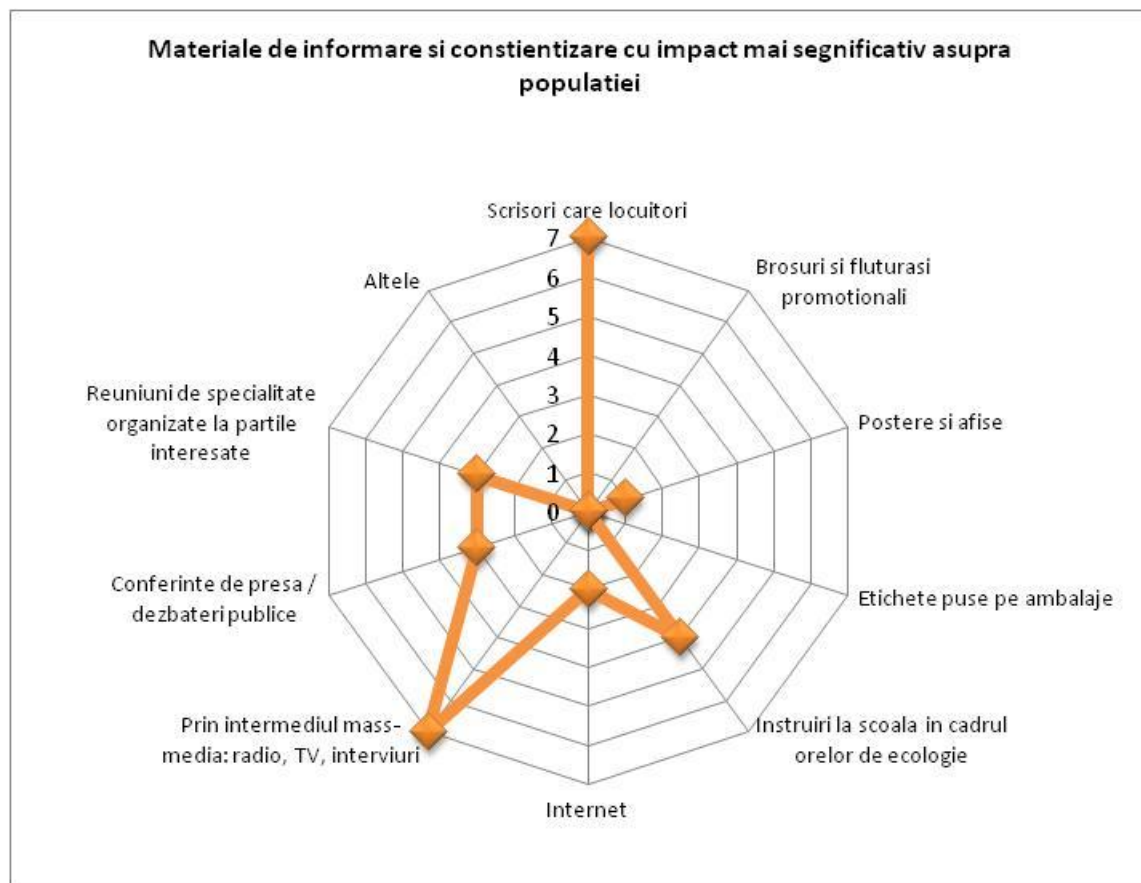 Materiale de informare si constientizare cu impact mai segnificativ asupra
populatiei
Scrisori care locuitori
7
6
5
4
3
2
1
0
Brosuri si fluturasi
promotionali
Postere si afise
Etichete puse pe ambalaje
Instruiri la scoala in cadrul
orelor de ecologie
Internet
Prin intermediul mass-
media: radio, TV, interviuri
Conferinte de presa /
dezbateri publice
Reuniuni de specialitate
organizate la partile
interesate
Altele